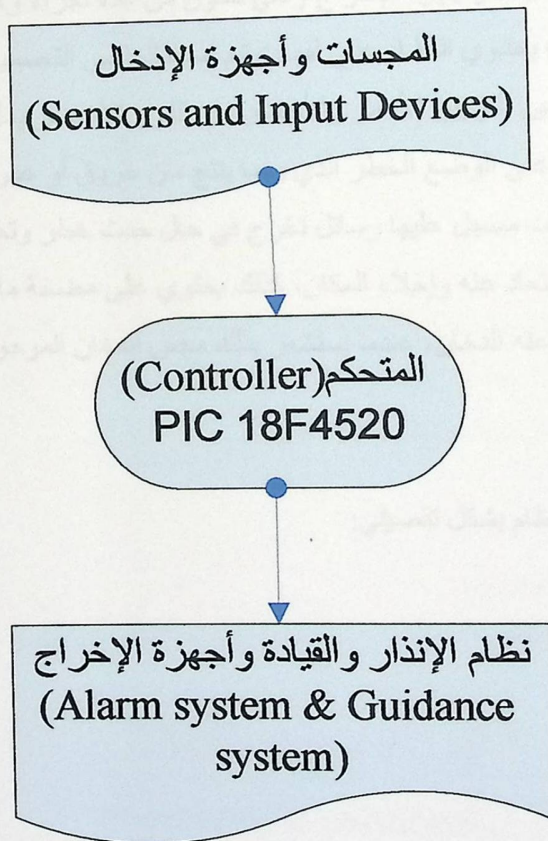 المجسات وأجهزة الإدخال
(Sensors and Input Devices)
المتحكم(Controller)
PIC 18F4520
نظام الإنذار والقيادة وأجهزة الإخراج
(Alarm system & Guidance
system)